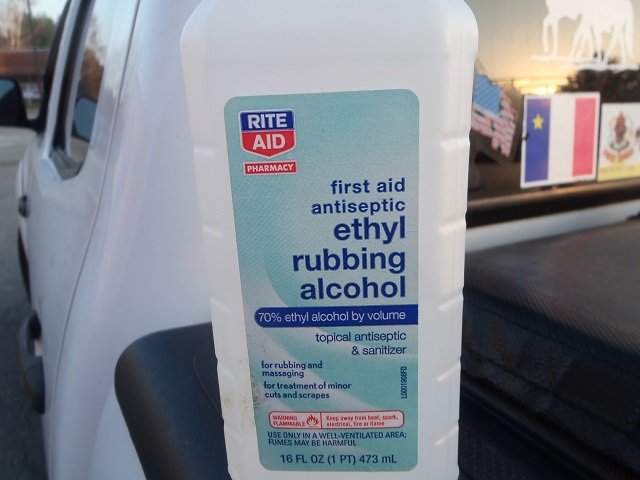 RITE
AID
PHARMACY
first aid
antiseptic
ethyl
rubbing
alcohol
70% ethyl alcohol by volume
topical antiseptic
& sanitizer
for rubbing and
massaging
for treatment of minor
cuts and scrapes
WARNING
FLAMMABLE
Keep away from heat, spark,
electrical, fire or flame
USE ONLY IN A WELL-VENTILATED AREA;
FUMES MAY BE HARMFUL
16 FL OZ (1 PT) 473 mL